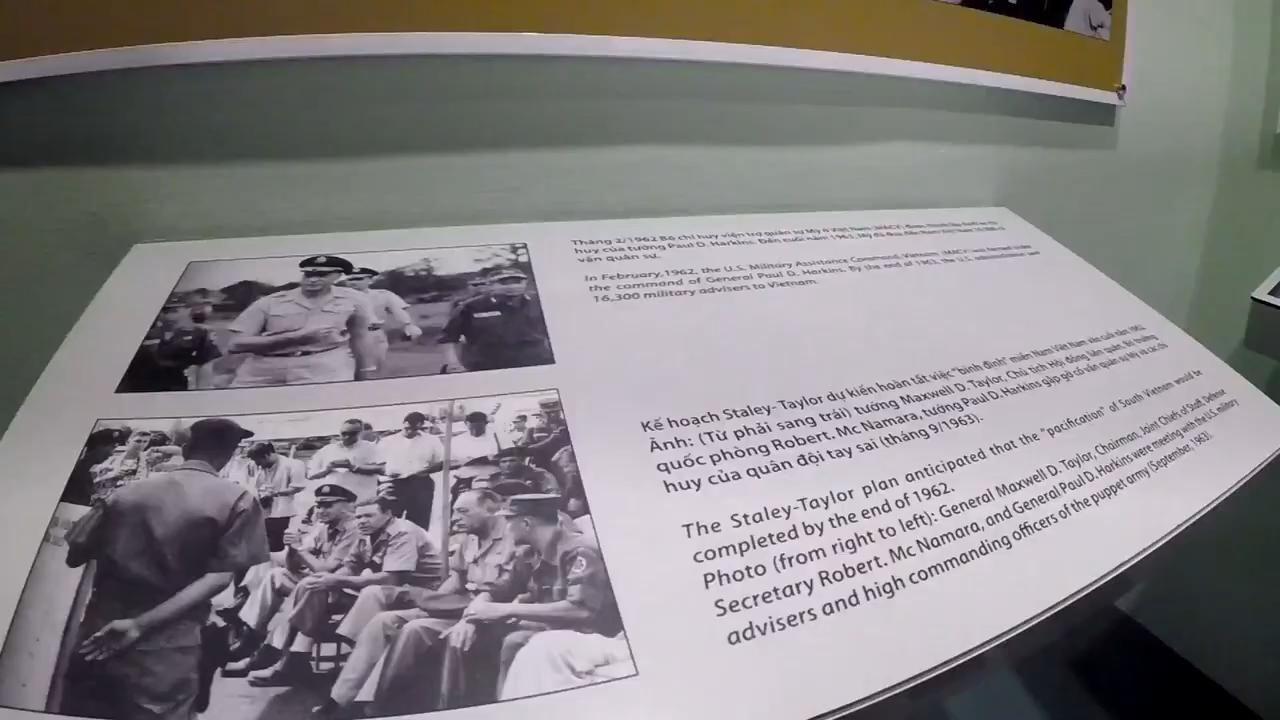 Tháng 2/1962 Bộ chỉ huy viện trợ quân sự Mỹ ở Việt Nam (MACV) được thành lập dưới sự chỉ
huy của tướng Paul D. Harkins. Đến cuối năm 1963, Mỹ đã đưa đến Nam Việt Nam 16.300 cố
vấn quân sự.
In February,1962, the U.S. Military Assistance Command, Vietnam (MACV) was formed under
the command of General Paul D. Harkins. By the end of 1963, the U.S. administration sent
16,300 military advisers to Vietnam.
Kế hoạch Staley- Taylor dự kiến hoàn tất việc "bình định" miền Nam Việt Nam vào cuối năm 1962.
Ảnh: (Từ phải sang trái) tướng Maxwell D. Taylor, Chủ tịch Hội đồng liên quân, Bộ trưởng
quốc phòng Robert. Mc Namara, tướng Paul D. Harkins gặp gỡ cố vấn quân sự Mỹ và các chỉ
huy của quân đội tay sai (tháng 9/1963).
The Staley-Taylor plan anticipated that the "pacification" of South Vietnam would be
completed by the end of 1962.
Photo (from right to left): General Maxwell D. Taylor, Chairman, Joint Chiefs of Staff, Defense
Secretary Robert. Mc Namara, and General Paul D. Harkins were meeting with the U.S. military
advisers and high commanding officers of the puppet army (September, 1963).